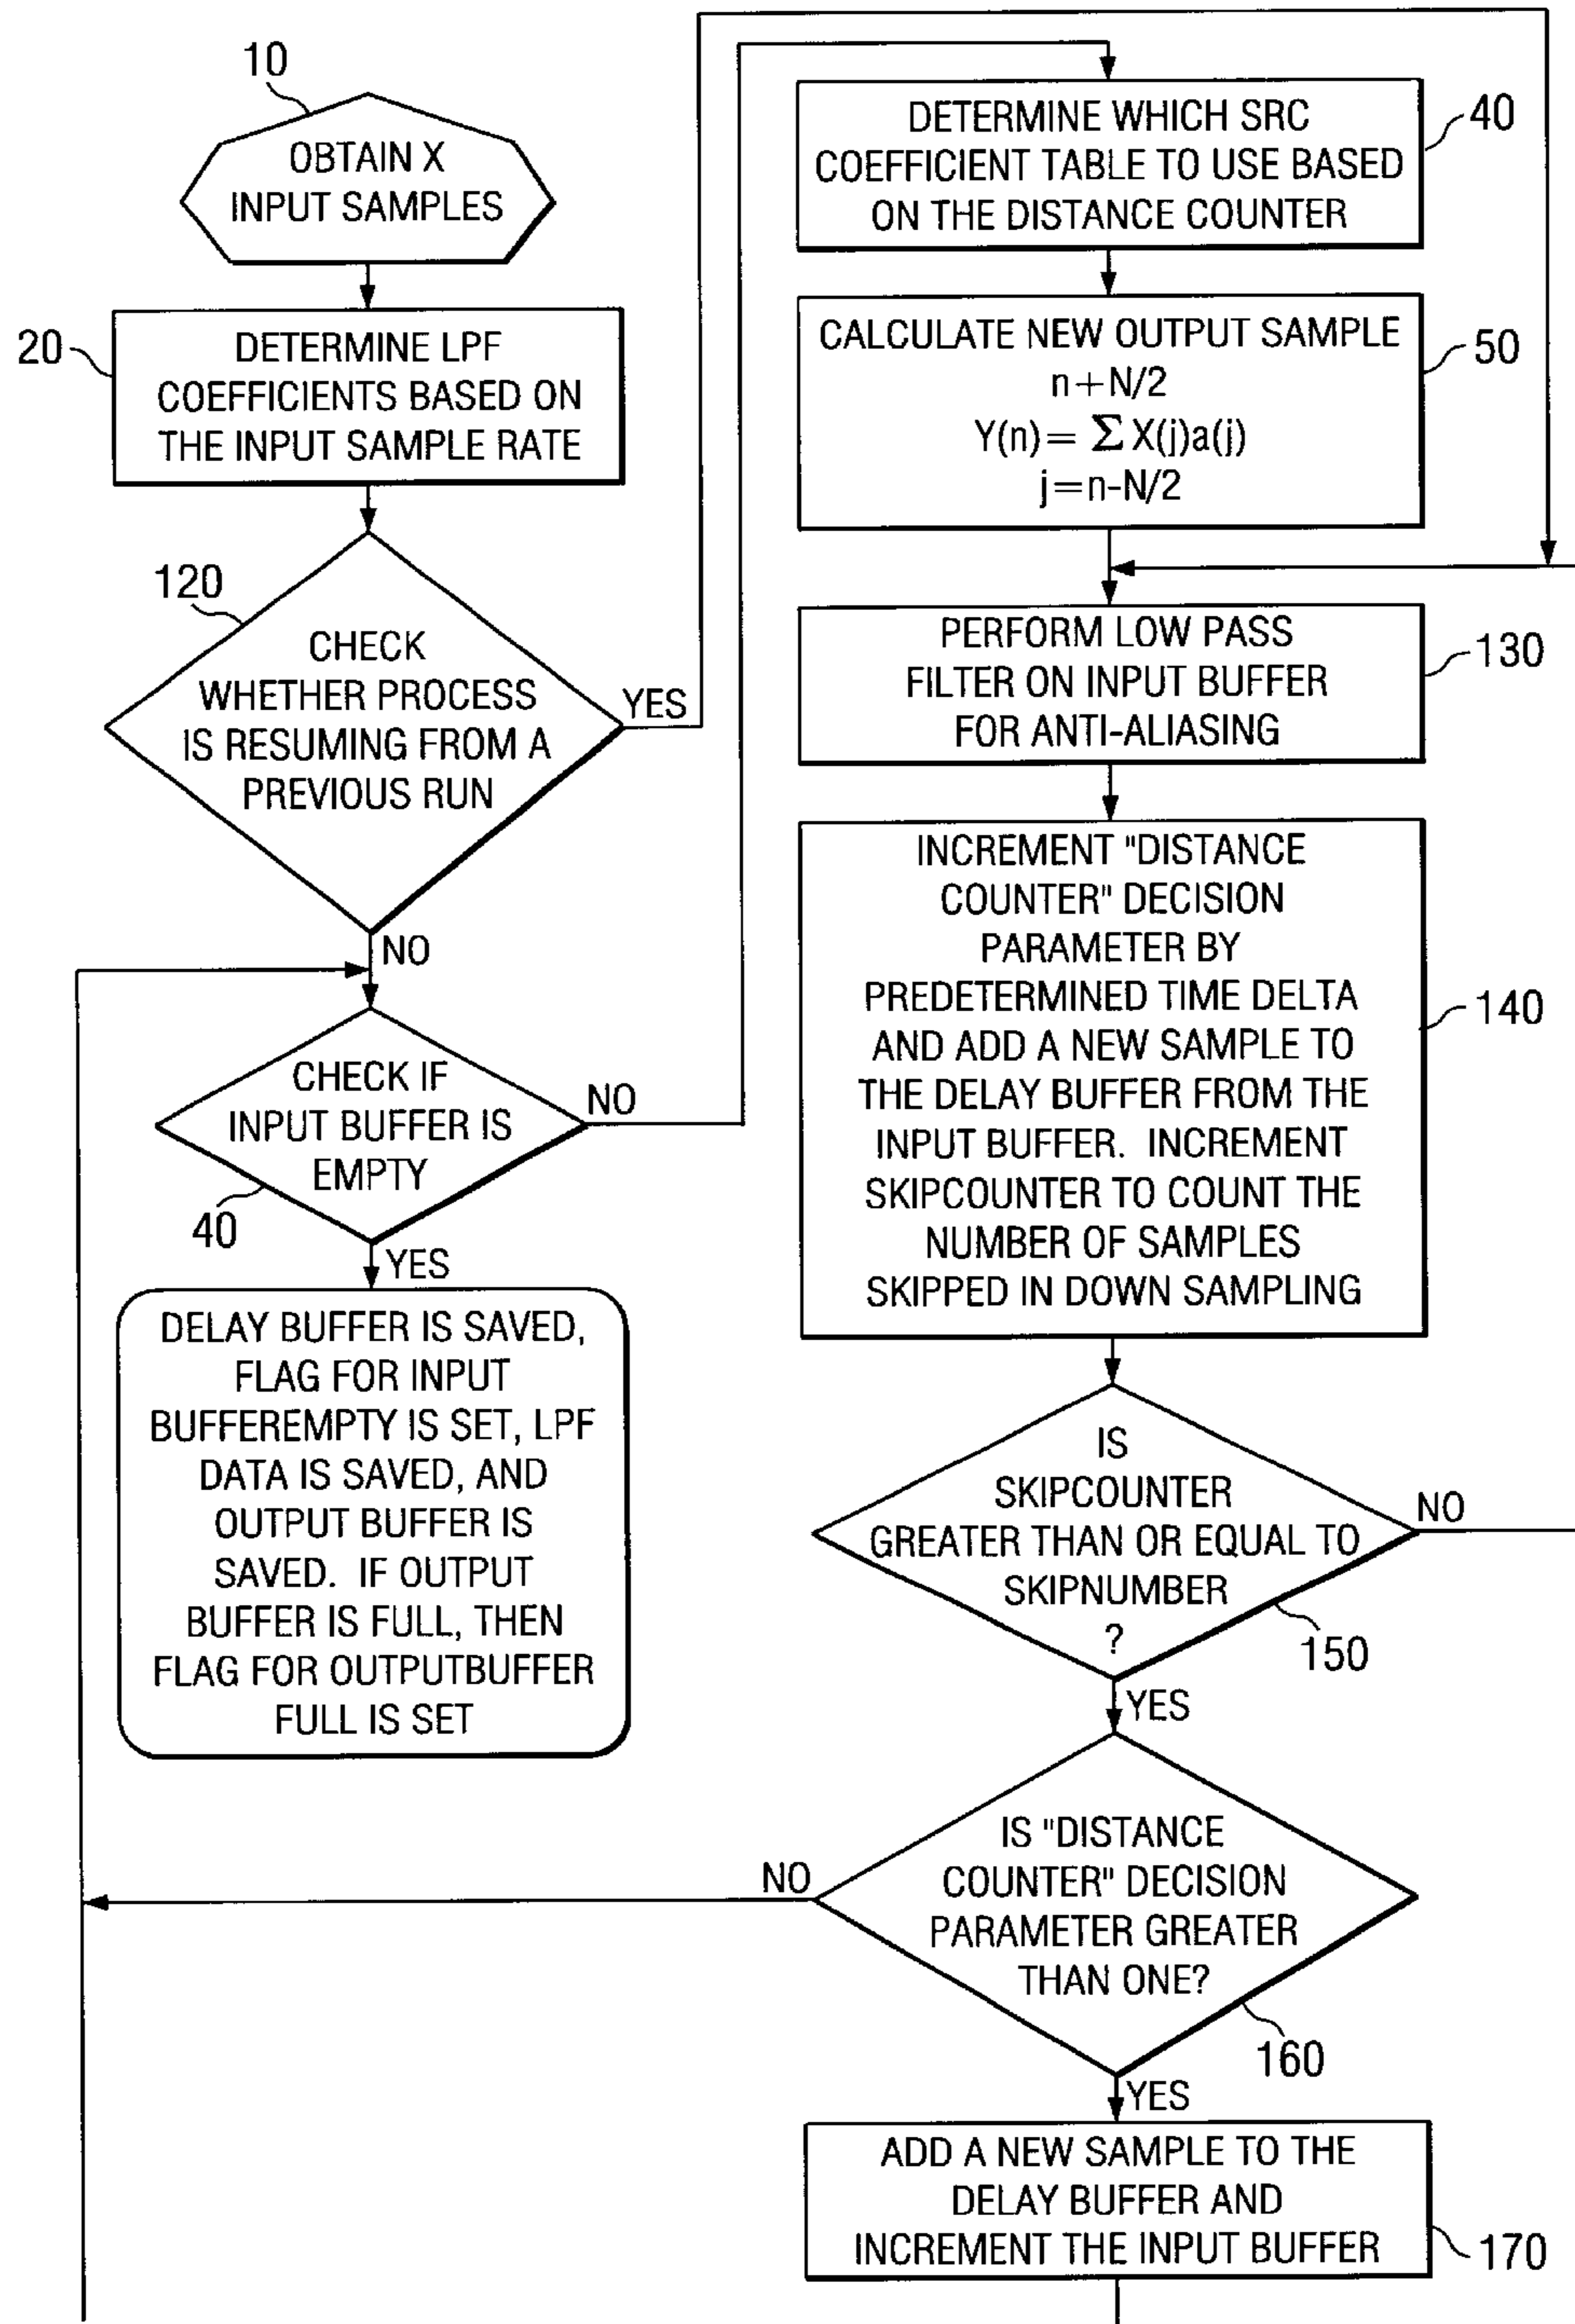 10
OBTAIN X
INPUT SAMPLES
20
DETERMINE LPF
COEFFICIENTS BASED ON
THE INPUT SAMPLE RATE
120
CHECK
WHETHER PROCESS
IS RESUMING FROM A
PREVIOUS RUN
YES
NO
CHECK IF
INPUT BUFFER IS
EMPTY
NO
40
YES
DELAY BUFFER IS SAVED,
FLAG FOR INPUT
BUFFEREMPTY IS SET, LPF
DATA IS SAVED, AND
OUTPUT BUFFER IS
SAVED. IF OUTPUT
BUFFER IS FULL, THEN
FLAG FOR OUTPUTBUFFER
FULL IS SET
DETERMINE WHICH SRC
COEFFICIENT TABLE TO USE BASED
ON THE DISTANCE COUNTER
40
CALCULATE NEW OUTPUT SAMPLE
n+N/2
Y(n)= Σ X(j)a(j)
j=n-N/2
50
PERFORM LOW PASS
FILTER ON INPUT BUFFER
FOR ANTI-ALIASING
130
INCREMENT "DISTANCE
COUNTER" DECISION
PARAMETER BY
PREDETERMINED TIME DELTA
AND ADD A NEW SAMPLE TO
THE DELAY BUFFER FROM THE
INPUT BUFFER. INCREMENT
SKIPCOUNTER TO COUNT THE
NUMBER OF SAMPLES
SKIPPED IN DOWN SAMPLING
140
IS
SKIPCOUNTER
GREATER THAN OR EQUAL TO
SKIPNUMBER
?
NO
150
YES
IS "DISTANCE
COUNTER" DECISION
PARAMETER GREATER
THAN ONE?
NO
160
YES
ADD A NEW SAMPLE TO THE
DELAY BUFFER AND
INCREMENT THE INPUT BUFFER
170